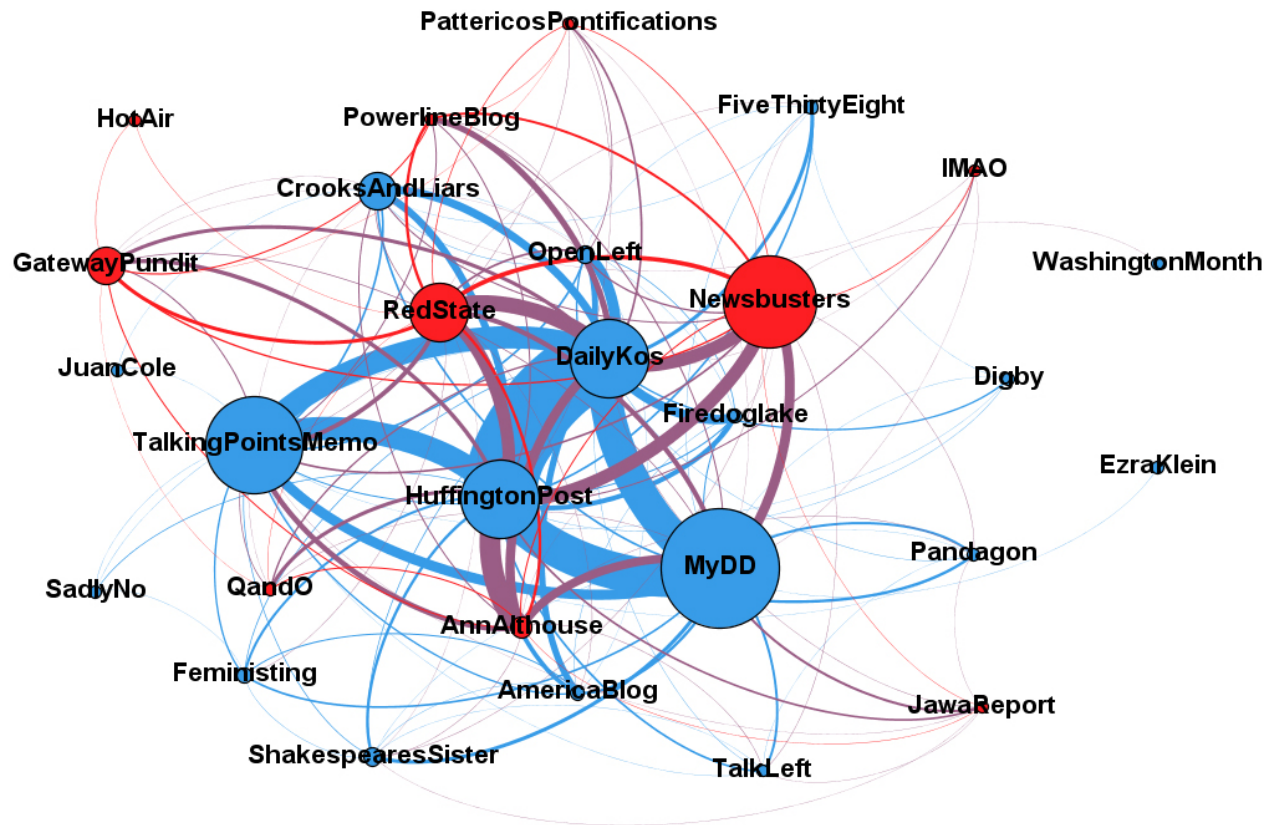 PattericosPontifications
FiveThirtyEight
HotAir
PowerlineBlog
IMAO
CrooksAndLiars
OpenLeft
WashingtonMonth
GatewayPundit
Newsbusters
RedState
DailyKos
JuanCole
Digby
Firedoglake
TalkingPointsMemo
EzraKlein
HuffingtonPost
Pandagon
MyDD
SadlyNo
QandO
AnnAlthouse
Feministing
AmericaBlog
JawaReport
ShakespearesSister
TalkLeft